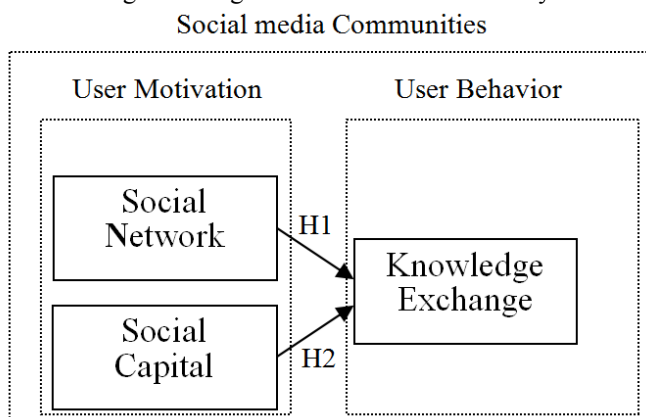 Social media Communities
User Motivation
User Behavior
Social
Network
H1
Knowledge
Exchange
Social
Capital
H2